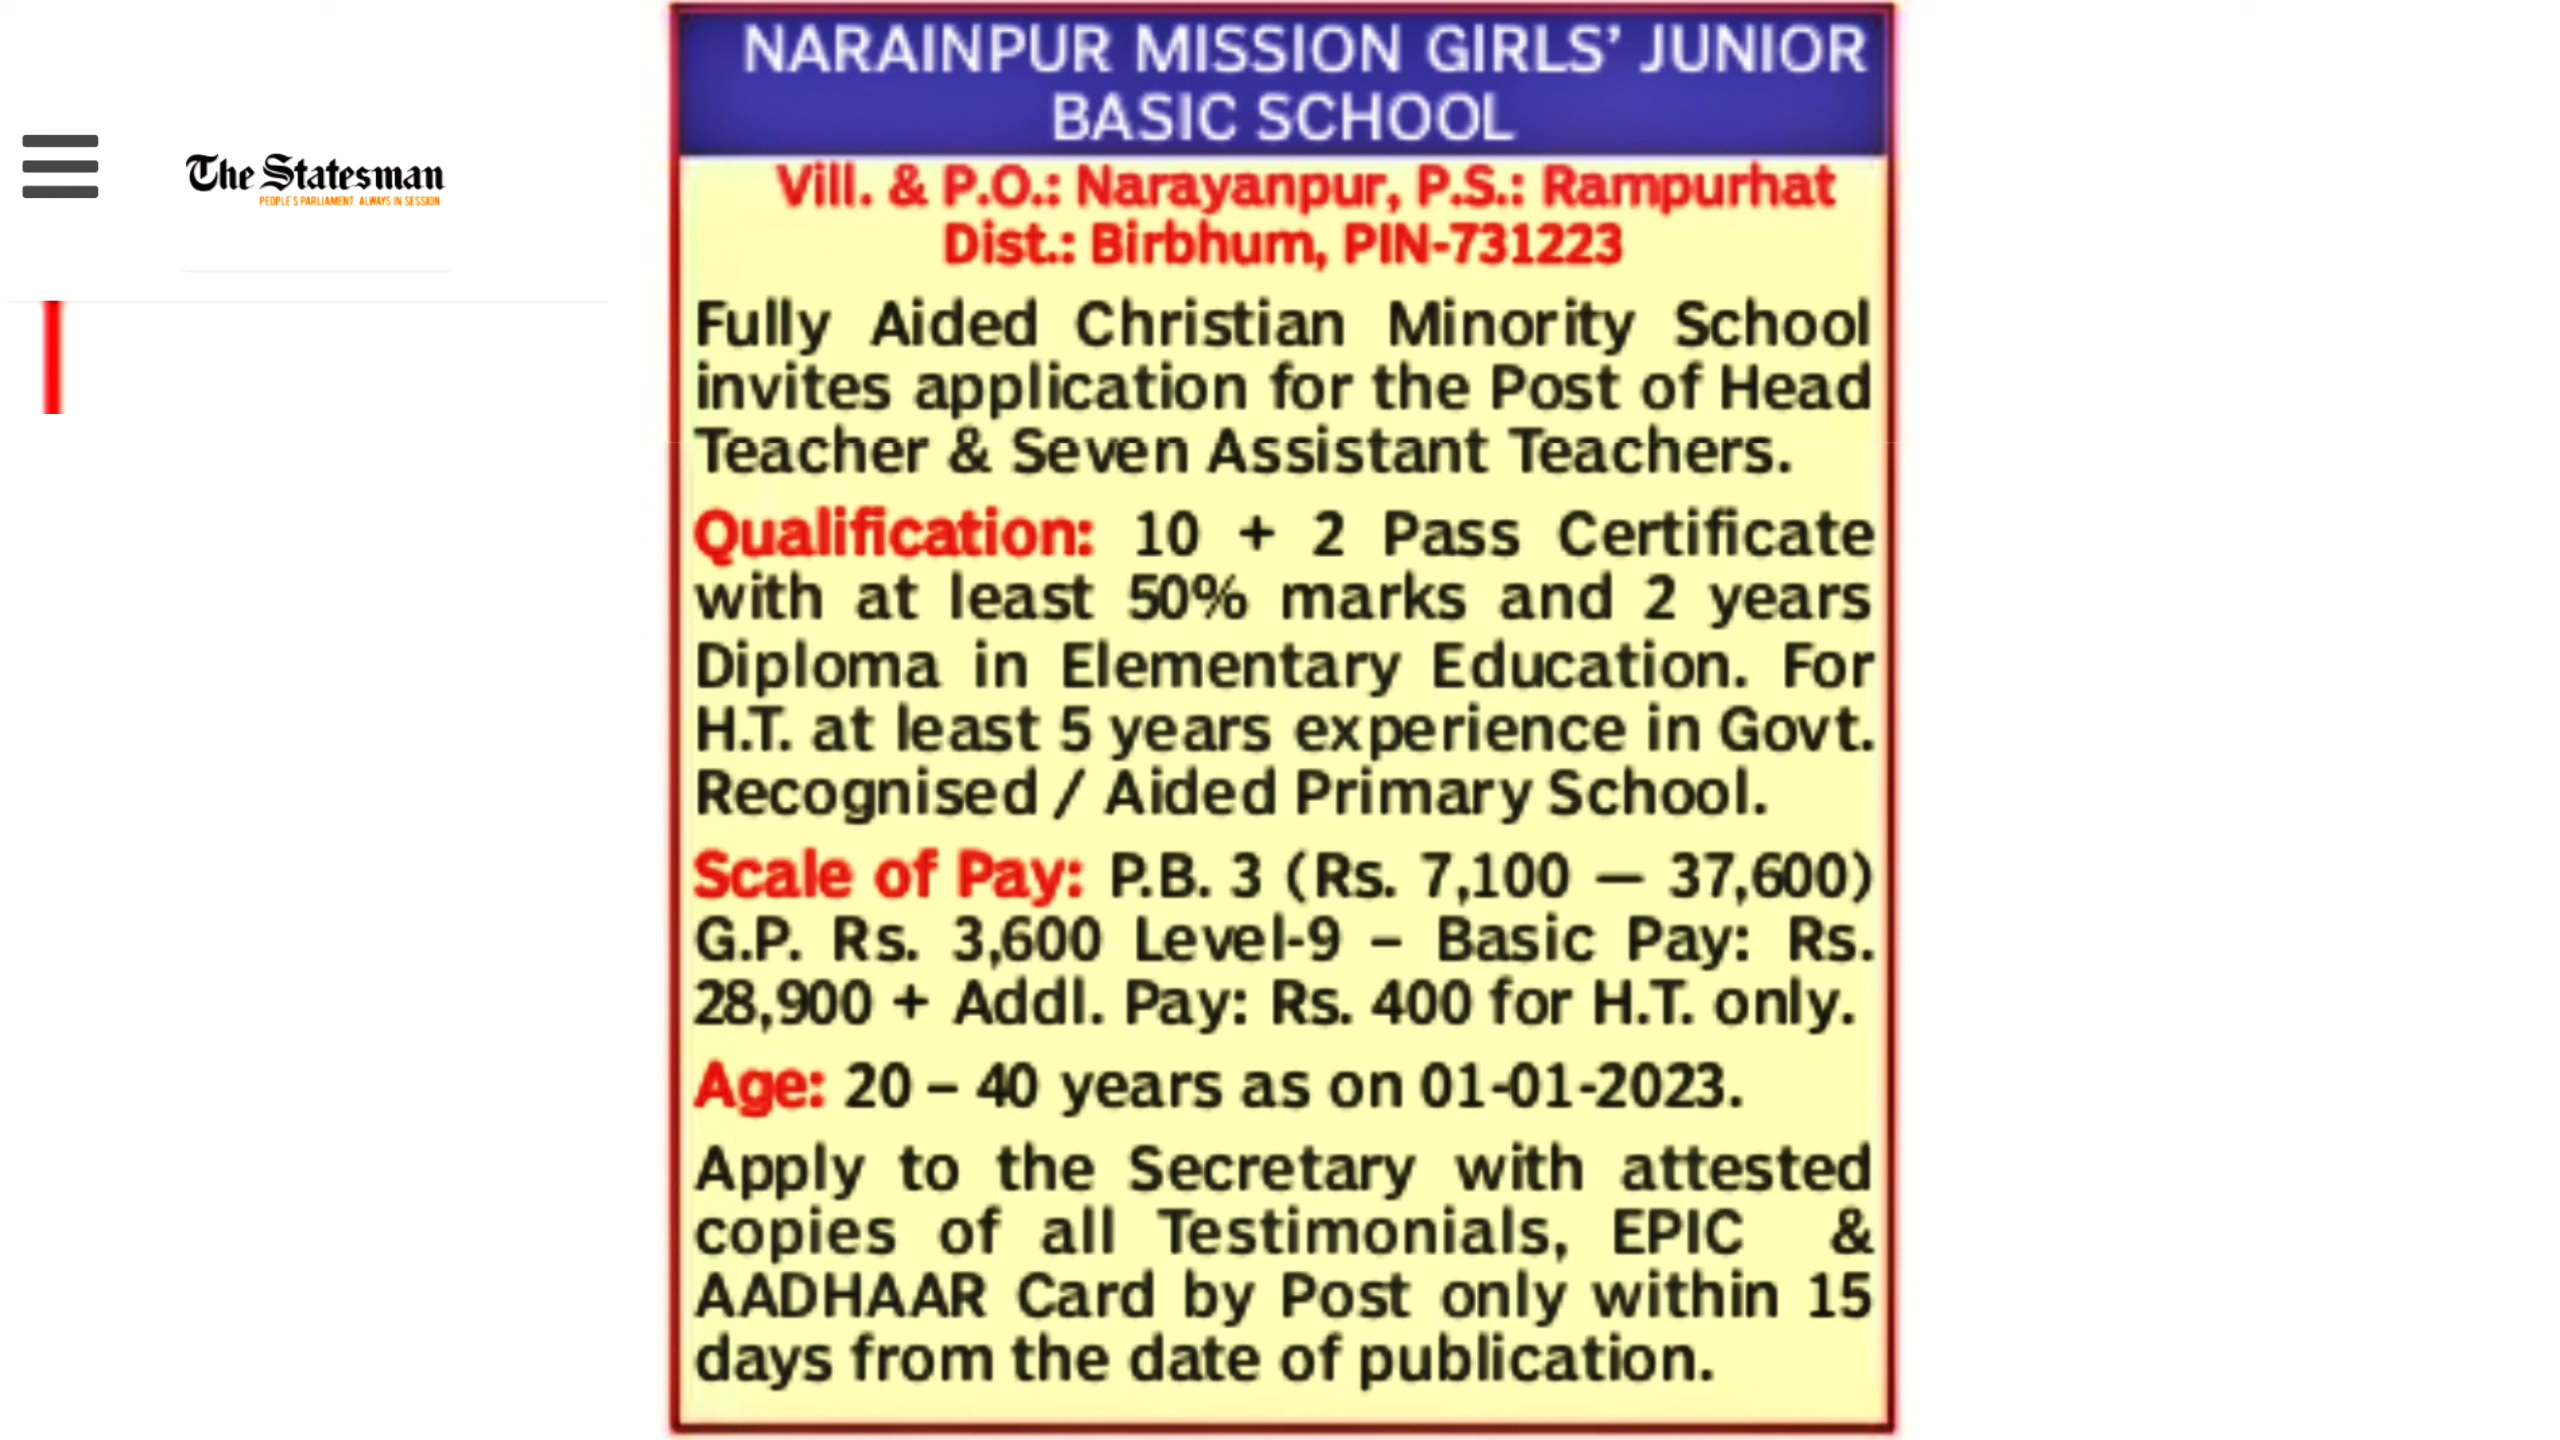 The Statesman
PEOPLE'S PARLIAMENT. ALWAYS IN SESSION
NARAINPUR MISSION GIRLS' JUNIOR
BASIC SCHOOL
Vill. & P.O.: Narayanpur, P.S.: Rampurhat
Dist.: Birbhum, PIN-731223
Fully Aided Christian Minority School
invites application for the Post of Head
Teacher & Seven Assistant Teachers.
Qualification: 10 + 2 Pass Certificate
with at least 50% marks and 2 years
Diploma in Elementary Education. For
H.T. at least 5 years experience in Govt.
Recognised / Aided Primary School.
Scale of Pay: P.B. 3 (Rs. 7,100 — 37,600)
G.P. Rs. 3,600 Level-9 – Basic Pay: Rs.
28,900 + Addl. Pay: Rs. 400 for H.T. only.
Age: 20 – 40 years as on 01-01-2023.
Apply to the Secretary with attested
copies of all Testimonials, EPIC &
AADHAAR Card by Post only within 15
days from the date of publication.